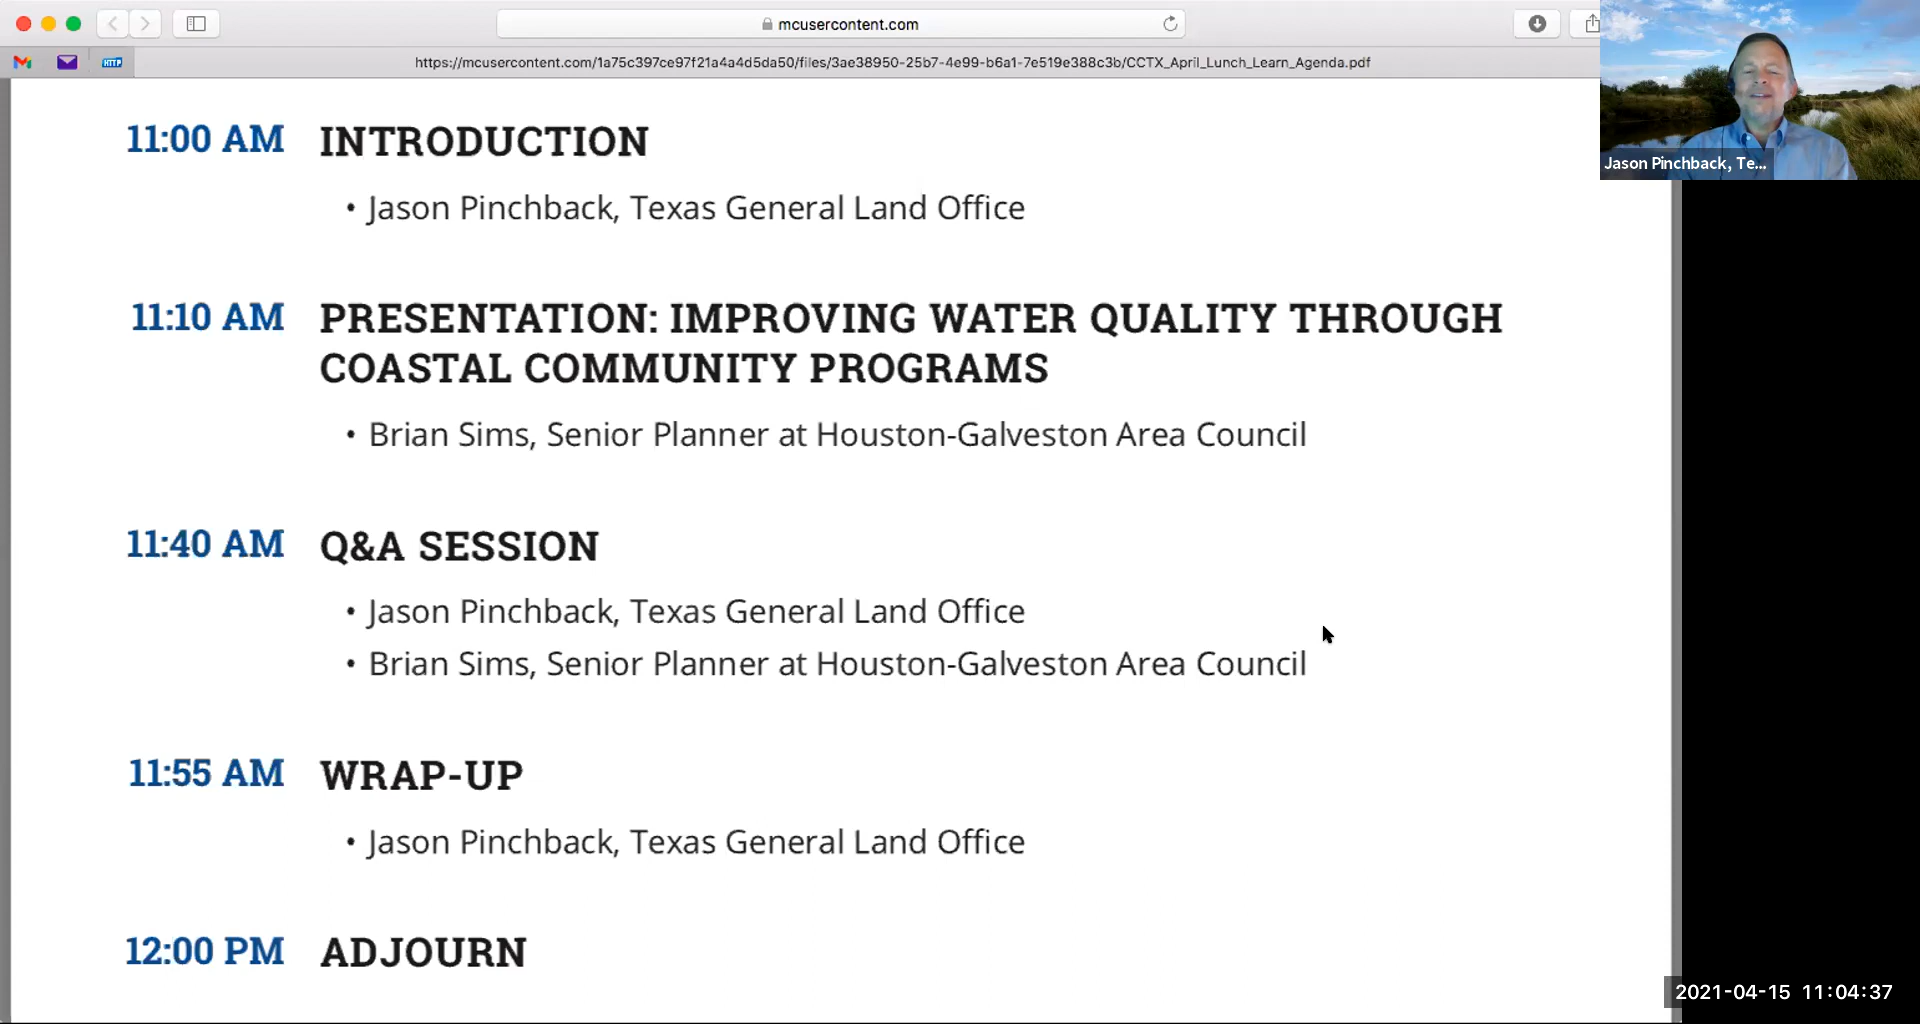 mcusercontent.com
HTTP
https://mcusercontent.com/1a75c397ce97f21a4a4d5da50/files/3ae38950-25b7-4e99-b6a1-7e519e388c3b/CCTX_April_Lunch_Learn_Agenda.pdf
Jason Pinchback, Te...
11:00 AM INTRODUCTION
• Jason Pinchback, Texas General Land Office
11:10 AM PRESENTATION: IMPROVING WATER QUALITY THROUGH
COASTAL COMMUNITY PROGRAMS
• Brian Sims, Senior Planner at Houston-Galveston Area Council
11:40 AM Q&A SESSION
• Jason Pinchback, Texas General Land Office
• Brian Sims, Senior Planner at Houston-Galveston Area Council
11:55 AM WRAP-UP
• Jason Pinchback, Texas General Land Office
12:00 PM ADJOURN
2021-04-15 11:04:37